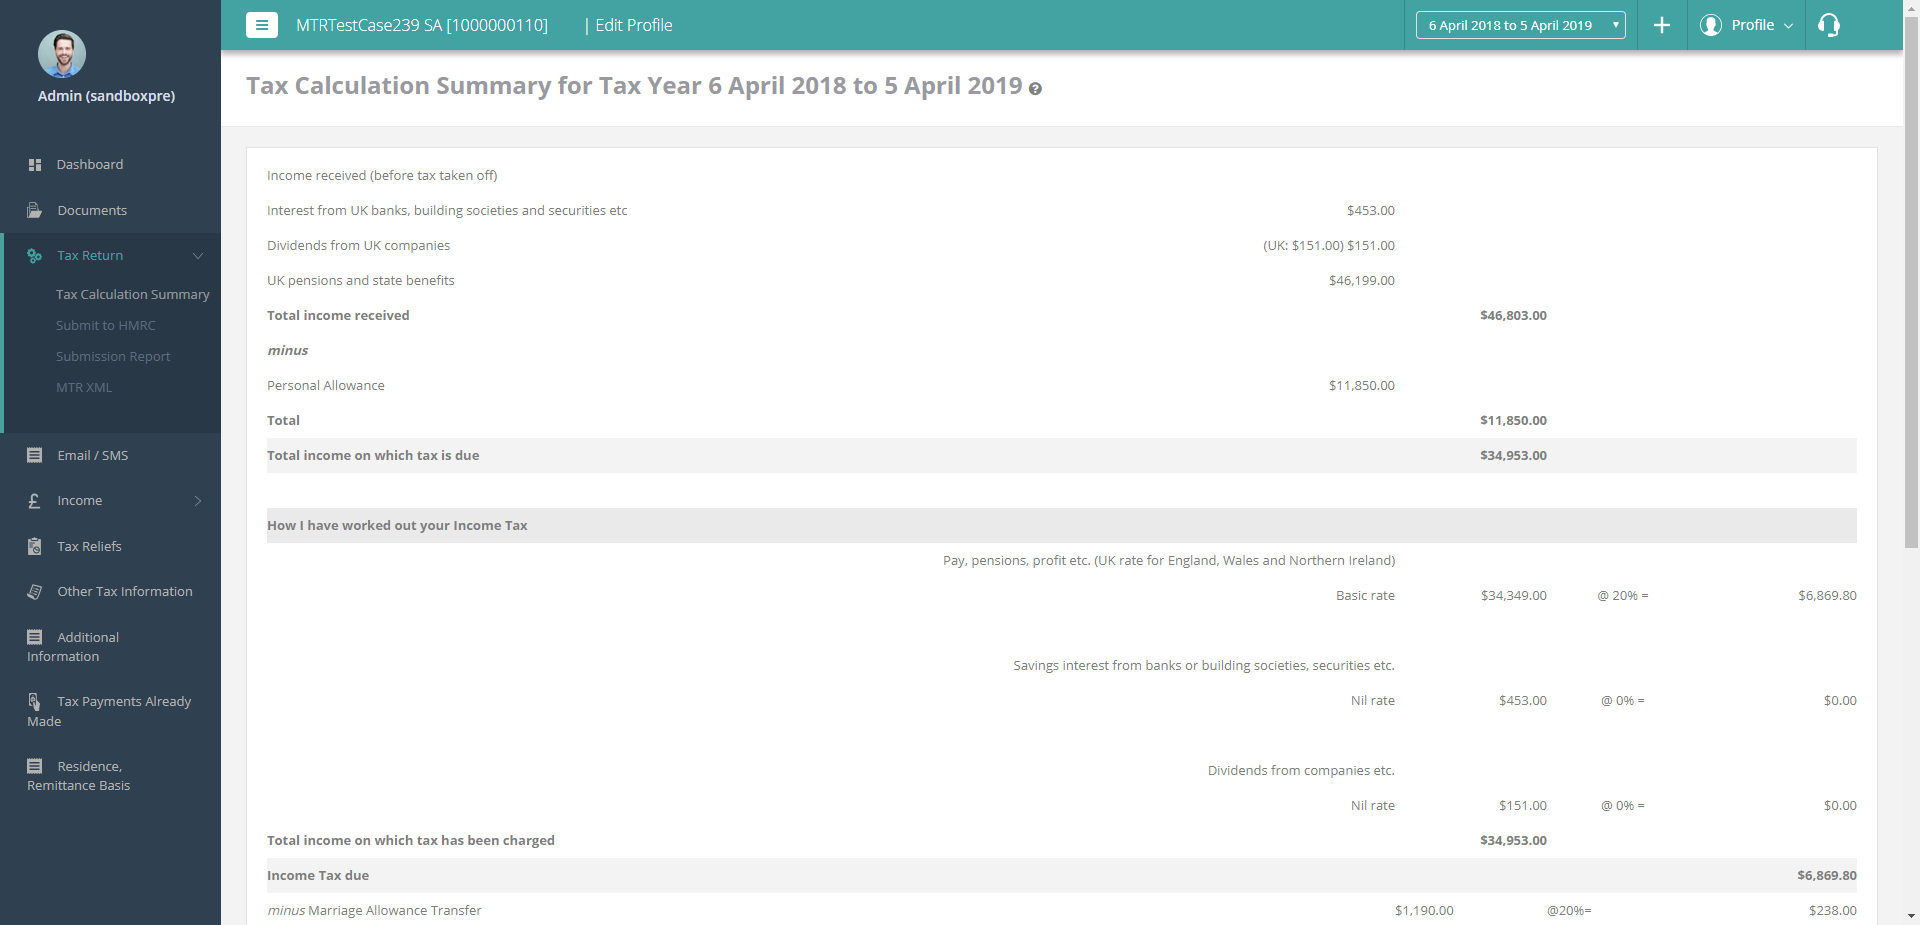 MTRTestCase239 SA [1000000110] | Edit Profile
6 April 2018 to 5 April 2019
Profile
Admin (sandboxpre)
Dashboard
Documents
Tax Return
Tax Calculation Summary
Submit to HMRC
Submission Report
MTR XML
Email / SMS
Income
Tax Reliefs
Other Tax Information
Additional
Information
Tax Payments Already
Made
Residence,
Remittance Basis
Tax Calculation Summary for Tax Year 6 April 2018 to 5 April 2019 ?
Income received (before tax taken off)
Interest from UK banks, building societies and securities etc $453.00
Dividends from UK companies (UK: $151.00) $151.00
UK pensions and state benefits $46,199.00
Total income received $46,803.00
minus
Personal Allowance $11,850.00
Total $11,850.00
Total income on which tax is due $34,953.00
How I have worked out your Income Tax
Pay, pensions, profit etc. (UK rate for England, Wales and Northern Ireland)
Basic rate $34,349.00 @ 20% = $6,869.80
Savings interest from banks or building societies, securities etc.
Nil rate $453.00 @ 0% = $0.00
Dividends from companies etc.
Nil rate $151.00 @ 0% = $0.00
Total income on which tax has been charged $34,953.00
Income Tax due $6,869.80
minus Marriage Allowance Transfer $1,190.00 @20%= $238.00